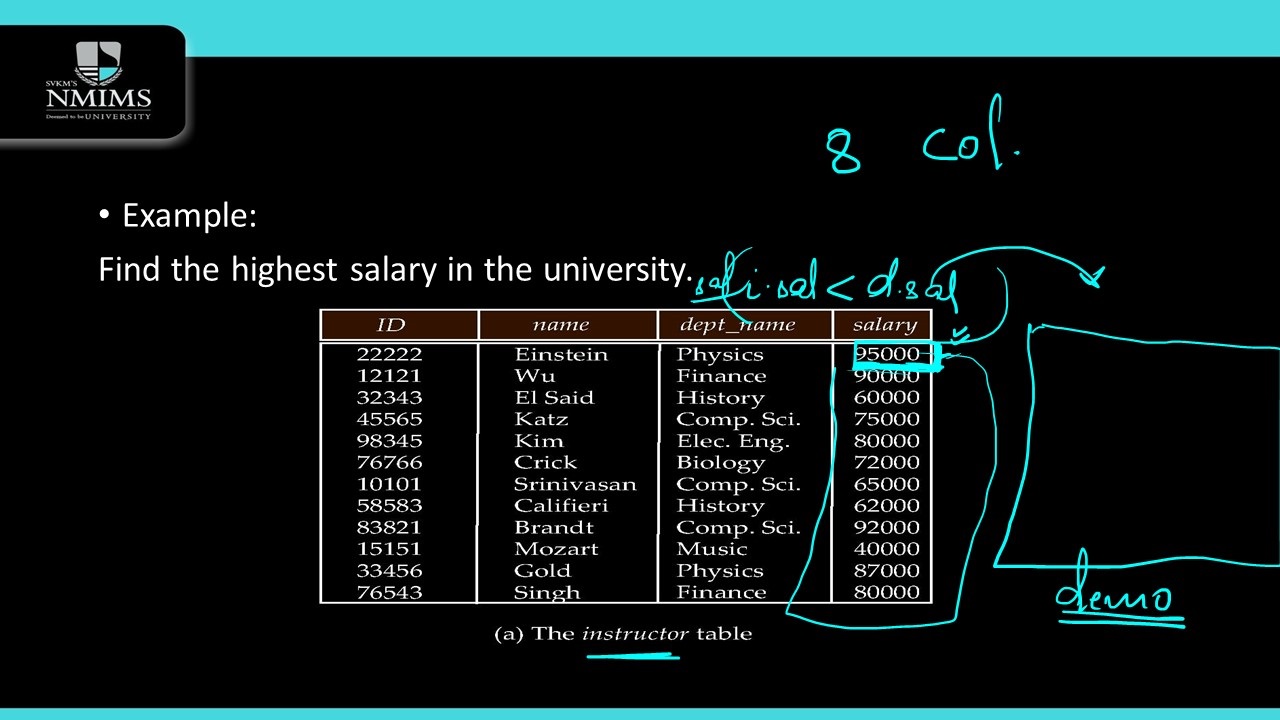 SVKM'S
NMIMS
Deemed to be UNIVERSITY
8 col.
• Example:
Find the highest salary in the university.
sal i.sal < d.sal
ID name dept_name salary
22222 Einstein Physics 95000
12121 Wu Finance 90000
32343 El Said History 60000
45565 Katz Comp. Sci. 75000
98345 Kim Elec. Eng. 80000
76766 Crick Biology 72000
10101 Srinivasan Comp. Sci. 65000
58583 Califieri History 62000
83821 Brandt Comp. Sci. 92000
15151 Mozart Music 40000
33456 Gold Physics 87000
76543 Singh Finance 80000
demo
(a) The instructor table